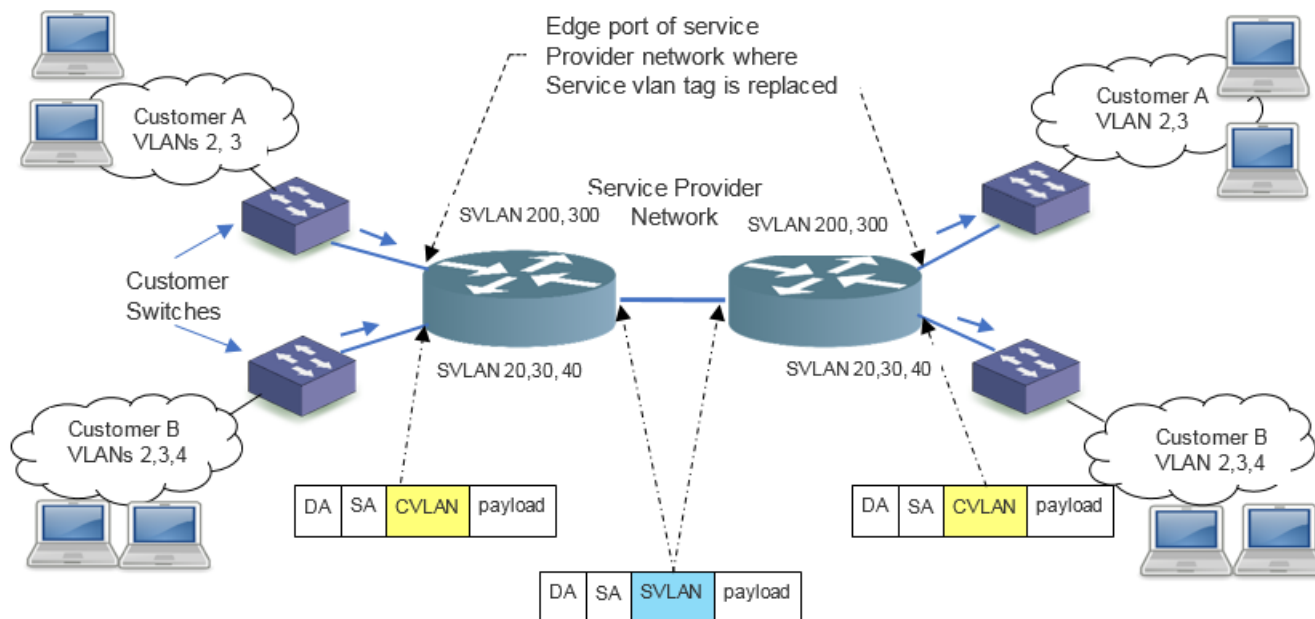 Edge port of service
Provider network where
Service vlan tag is replaced
Customer A
VLANs 2, 3
Customer A
VLAN 2,3
Service Provider
Network
SVLAN 200, 300
SVLAN 200, 300
Customer
Switches
SVLAN 20,30, 40
SVLAN 20,30, 40
Customer B
VLANs 2,3,4
Customer B
VLAN 2,3,4
DA SA CVLAN payload
DA SA CVLAN payload
DA SA SVLAN payload